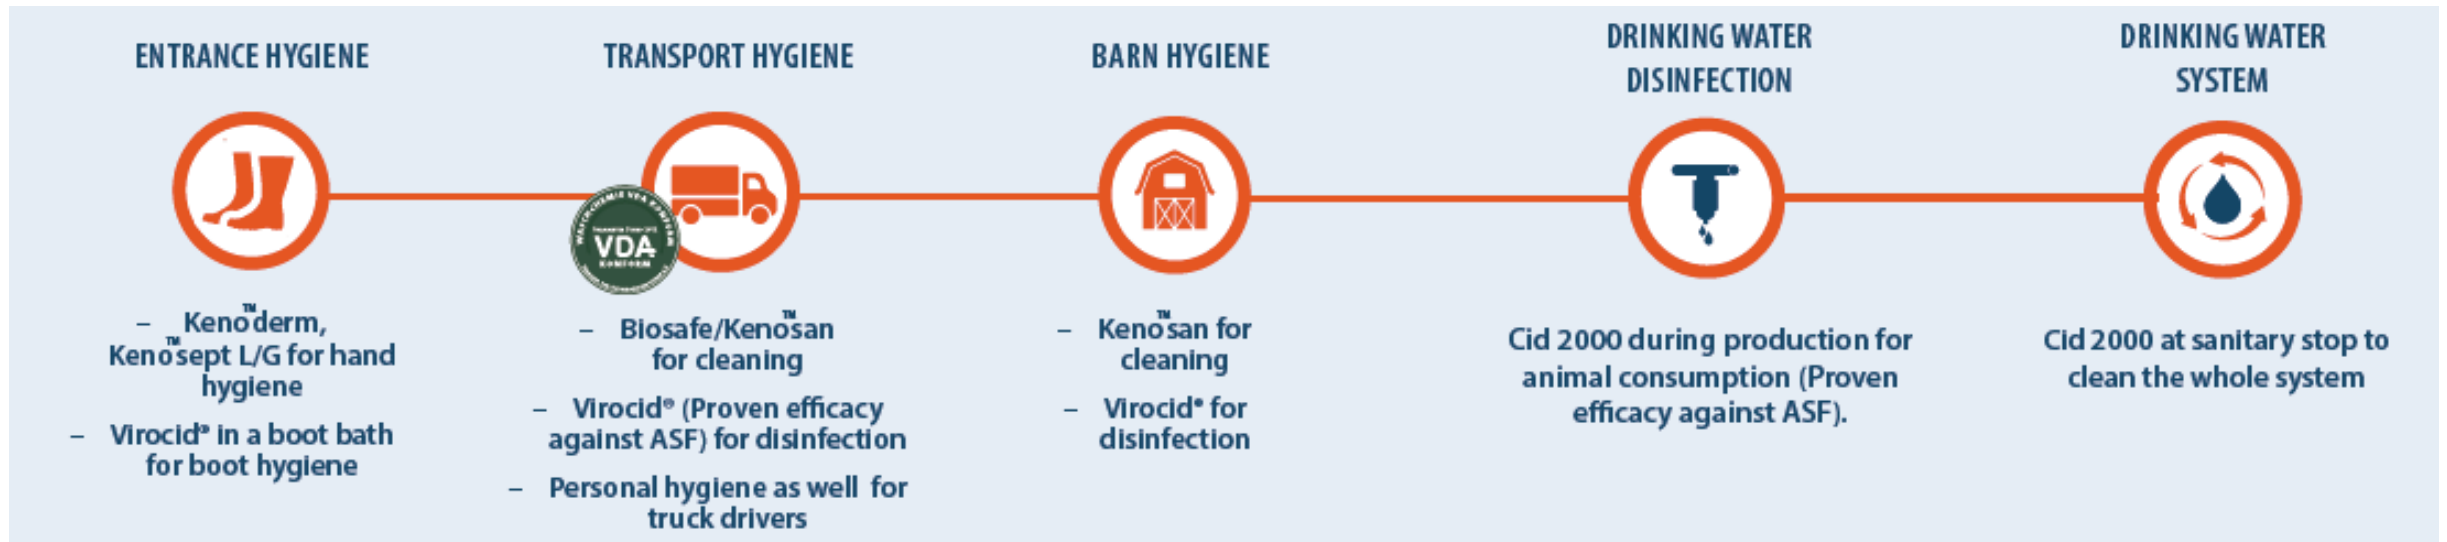 ENTRANCE HYGIENE
– Keno™derm,
Keno™sept L/G for hand
hygiene
– Virocid® in a boot bath
for boot hygiene
TRANSPORT HYGIENE
VDA
KONFORM
– Biosafe/Keno™san
for cleaning
– Virocid® (Proven efficacy
against ASF) for disinfection
– Personal hygiene as well for
truck drivers
BARN HYGIENE
– Keno™san for
cleaning
– Virocid® for
disinfection
DRINKING WATER
DISINFECTION
Cid 2000 during production for
animal consumption (Proven
efficacy against ASF).
DRINKING WATER
SYSTEM
Cid 2000 at sanitary stop to
clean the whole system